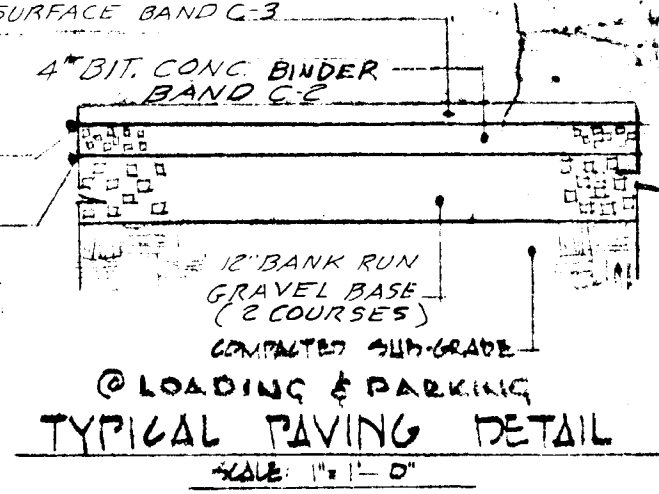 SURFACE BAND C-3
4" BIT. CONC. BINDER
BAND C-2
12" BANK RUN
GRAVEL BASE
(2 COURSES)
COMPACTED SUB-GRADE
@ LOADING & PARKING
TYPICAL PAVING DETAIL
SCALE: 1" = 1'-0"